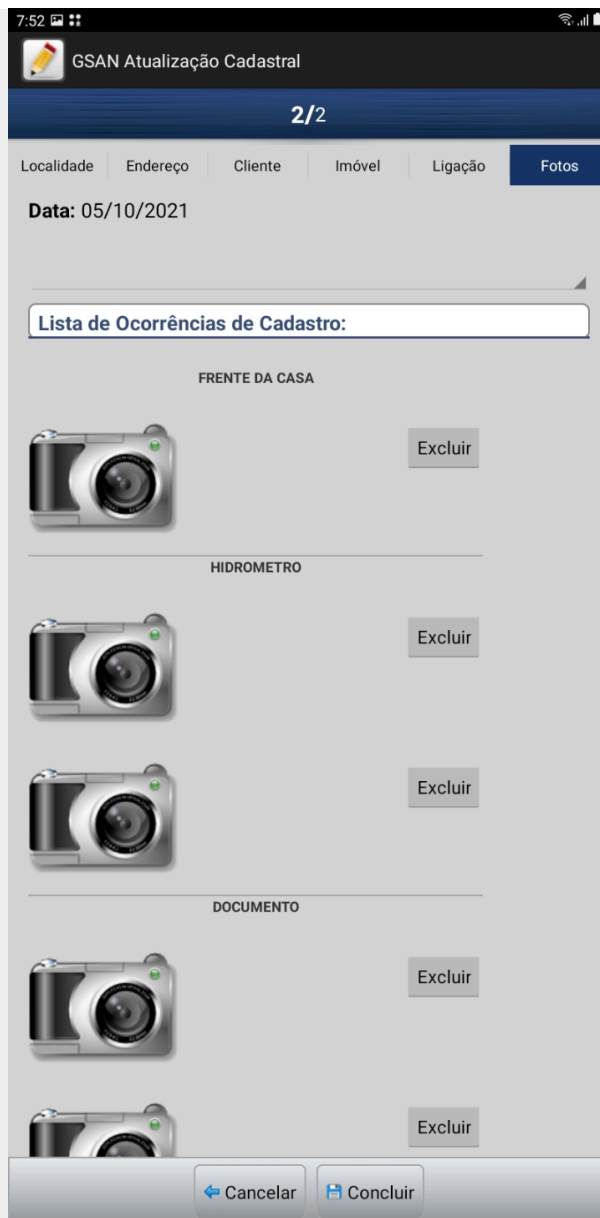 7:52
GSAN Atualização Cadastral
2/2
Localidade Endereço Cliente Imóvel Ligação Fotos
Data: 05/10/2021
Lista de Ocorrências de Cadastro:
FRENTE DA CASA
Excluir
HIDROMETRO
Excluir
Excluir
DOCUMENTO
Excluir
Excluir
Cancelar Concluir